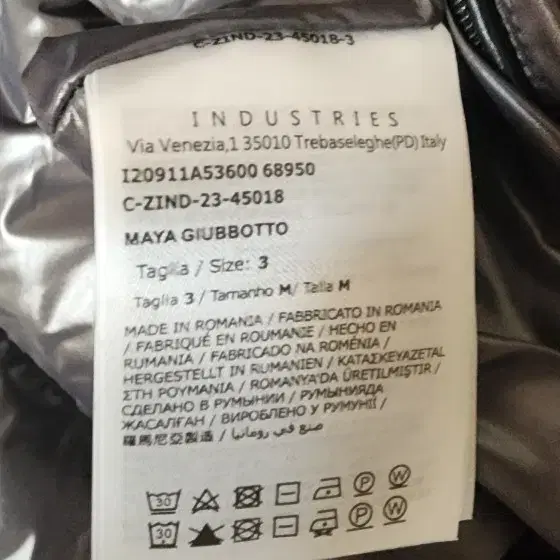 C-ZIND-23-45018-3
INDUSTRIES
Via Venezia,1 35010 Trebaseleghe(PD) Italy
I20911A53600 68950
C-ZIND-23-45018
MAYA GIUBBOTTO
Taglia / Size: 3
Taglia 3 / Tamanho M / Talla M
MADE IN ROMANIA / FABBRICATO IN ROMANIA
/ FABRIQUÉ EN ROUMANIE / HECHO EN
RUMANIA / FABRICADO NA ROMÉNIA /
HERGESTELLT IN RUMANIEN / ΚΑΤΑΣΚΕΥΑΖΕΤΑΙ
ΣΤΗ ΡΟΥΜΑΝΙΑ / ROMANYA'DA ÜRETILMIŞTIR /
СДЕЛАНО В РУМЫНИИ / РУМЫНИЯДА
ЖАСАЛҒАН / ВИРОБЛЕНО У РУМУНІЇ /
羅馬尼亞製造 / صنع في رومانيا
30 P W
30 P W